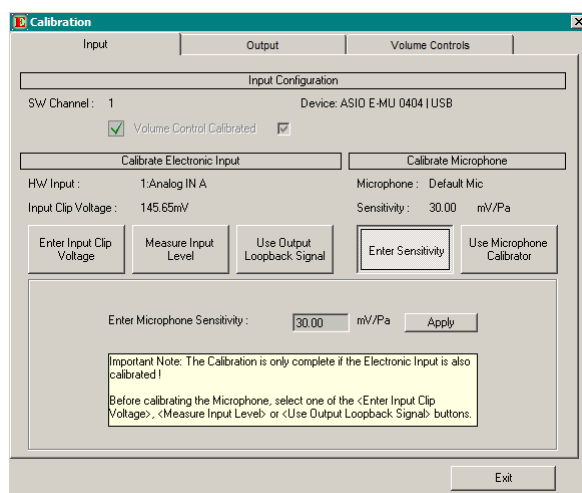 E Calibration
Input Output Volume Controls
Input Configuration
SW Channel : 1 Device: ASIO E-MU 0404 | USB
Volume Control Calibrated
Calibrate Electronic Input Calibrate Microphone
HW Input : 1:Analog IN A Microphone : Default Mic
Input Clip Voltage : 145.65mV Sensitivity : 30.00 mV/Pa
Enter Input Clip Voltage Measure Input Level Use Output Loopback Signal Enter Sensitivity Use Microphone Calibrator
Enter Microphone Sensitivity : 30.00 mV/Pa Apply
Important Note: The Calibration is only complete if the Electronic Input is also
calibrated !
Before calibrating the Microphone, select one of the <Enter Input Clip
Voltage>, <Measure Input Level> or <Use Output Loopback Signal> buttons.
Exit